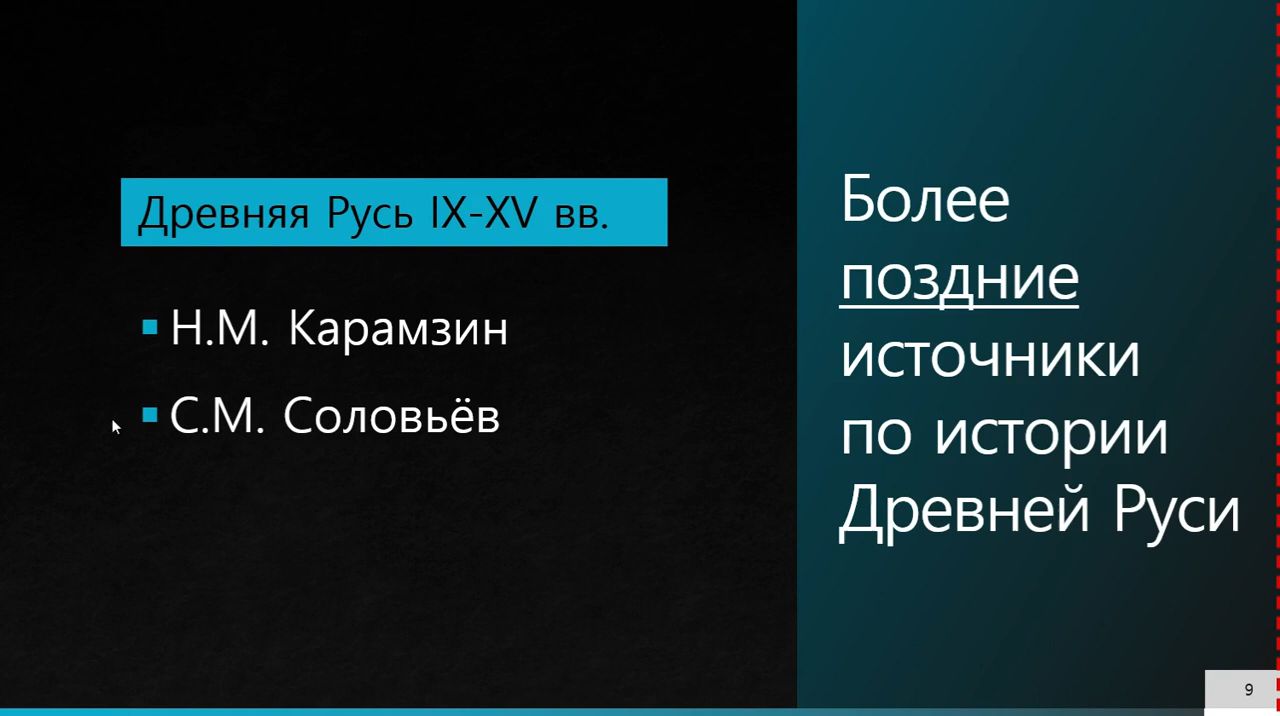 Древняя Русь IX-XV вв.
Н.М. Карамзин
С.М. Соловьёв
Более
поздние
источники
по истории
Древней Руси
9